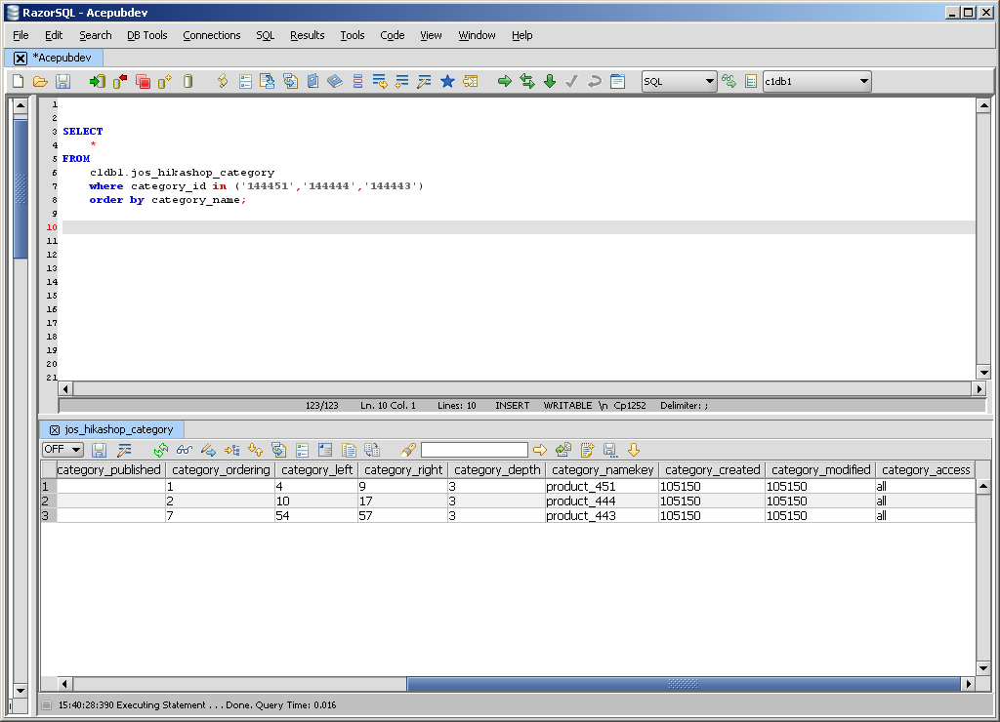 RazorSQL - Acepubdev
File Edit Search DB Tools Connections SQL Results Tools Code View Window Help
*Acepubdev
SQL c1db1
1
2
3 SELECT
4 *
5 FROM
6 c1db1.jos_hikashop_category
7 where category_id in ('144451','144444','144443')
8 order by category_name;
9
10
11
12
13
14
15
16
17
18
19
20
21
123/123 Ln. 10 Col. 1 Lines: 10 INSERT WRITABLE \n Cp1252 Delimiter: ;
jos_hikashop_category
OFF
category_published category_ordering category_left category_right category_depth category_namekey category_created category_modified category_access
1 1 4 9 3 product_451 105150 105150 all
2 2 10 17 3 product_444 105150 105150 all
3 7 54 57 3 product_443 105150 105150 all
15:40:28:390 Executing Statement . . . Done. Query Time: 0.016